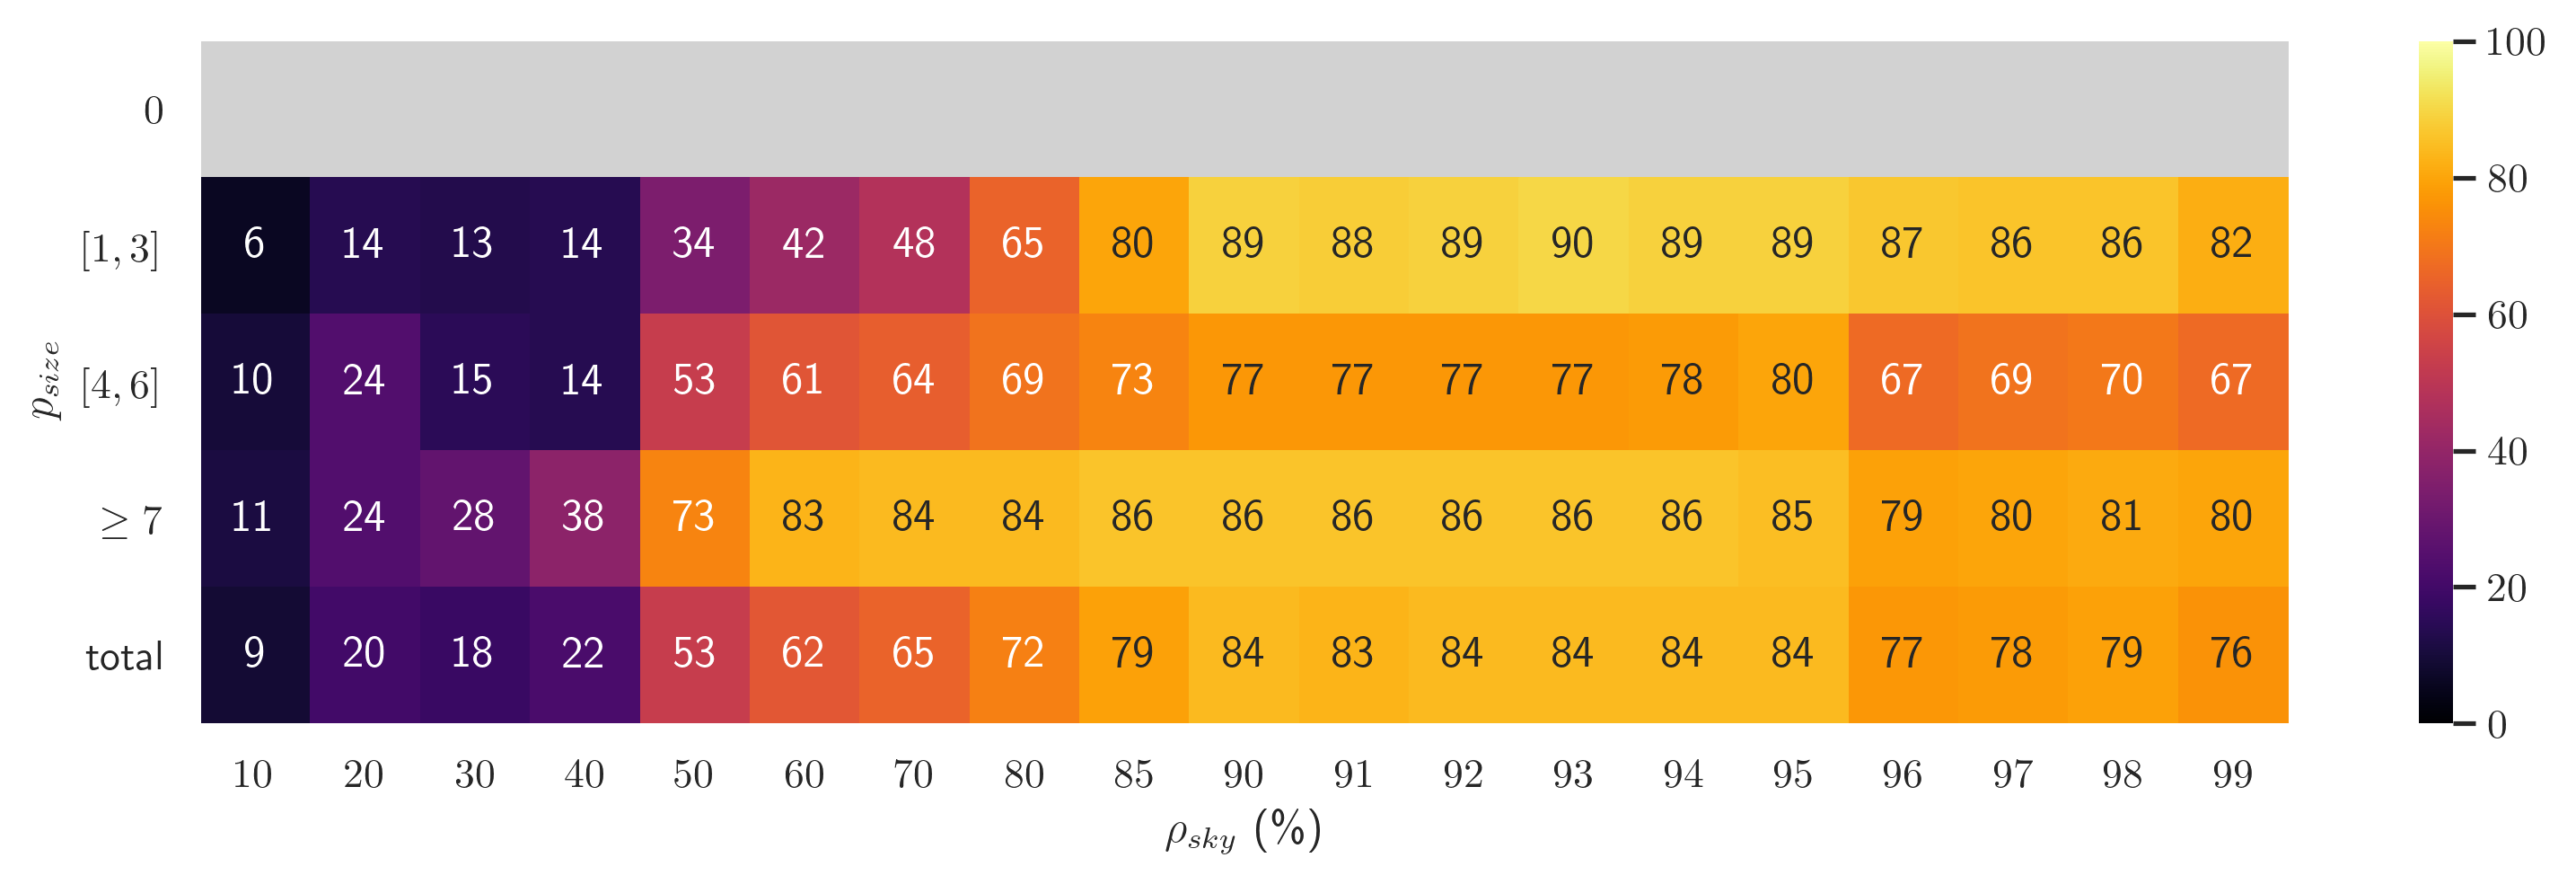 0
[1, 3] 6 14 13 14 34 42 48 65 80 89 88 89 90 89 89 87 86 86 82
[4, 6] 10 24 15 14 53 61 64 69 73 77 77 77 77 78 80 67 69 70 67
≥ 7 11 24 28 38 73 83 84 84 86 86 86 86 86 86 85 79 80 81 80
total 9 20 18 22 53 62 65 72 79 84 83 84 84 84 84 77 78 79 76
10 20 30 40 50 60 70 80 85 90 91 92 93 94 95 96 97 98 99
ρ_sky (%)
p_size
100
80
60
40
20
0